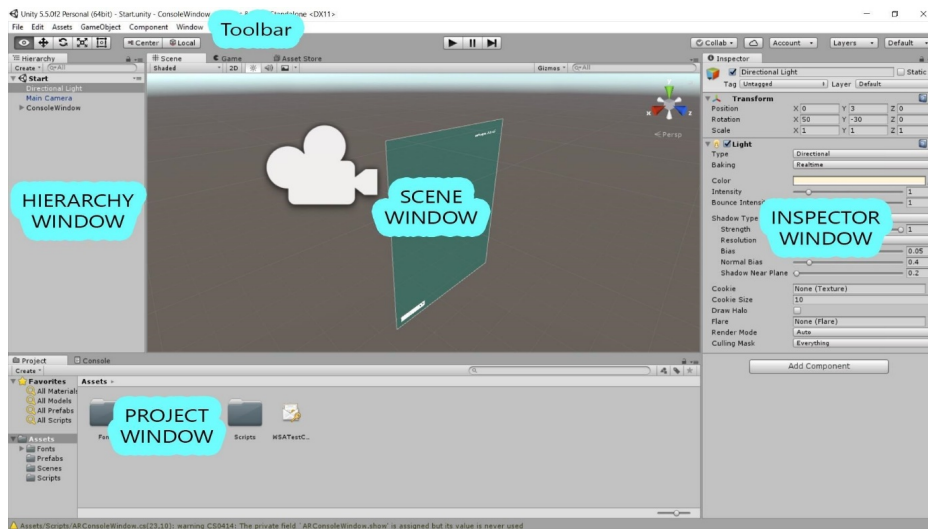 Unity 5.5.0f2 Personal (64bit) - Start.unity - ConsoleWindow Standalone <DX11>
File Edit Assets GameObject Component Window
Toolbar
Center Local
Collab Account Layers Default
Hierarchy
Create All
Start
Directional Light
Main Camera
ConsoleWindow
HIERARCHY
WINDOW
Scene Game Asset Store
Shaded 2D Gizmos All
Persp
SCENE
WINDOW
Inspector
Directional Light Static
Tag Untagged Layer Default
Transform
Position X 0 Y 3 Z 0
Rotation X 50 Y -30 Z 0
Scale X 1 Y 1 Z 1
Light
Type Directional
Baking Realtime
Color
Intensity 1
Bounce Intensi 1
Shadow Type
Strength 1
Resolution
Bias 0.05
Normal Bias 0.4
Shadow Near Plane 0.2
INSPECTOR
WINDOW
Cookie None (Texture)
Cookie Size 10
Draw Halo
Flare None (Flare)
Render Mode Auto
Culling Mask Everything
Add Component
Project Console
Create
Favorites
All Materials
All Models
All Prefabs
All Scripts
Assets
Fonts
Prefabs
Scenes
Scripts
Assets
Scripts WSATestC...
PROJECT
WINDOW
Assets/Scripts/ARConsoleWindow.cs(23,10): warning CS0414: The private field `ARConsoleWindow.show' is assigned but its value is never used